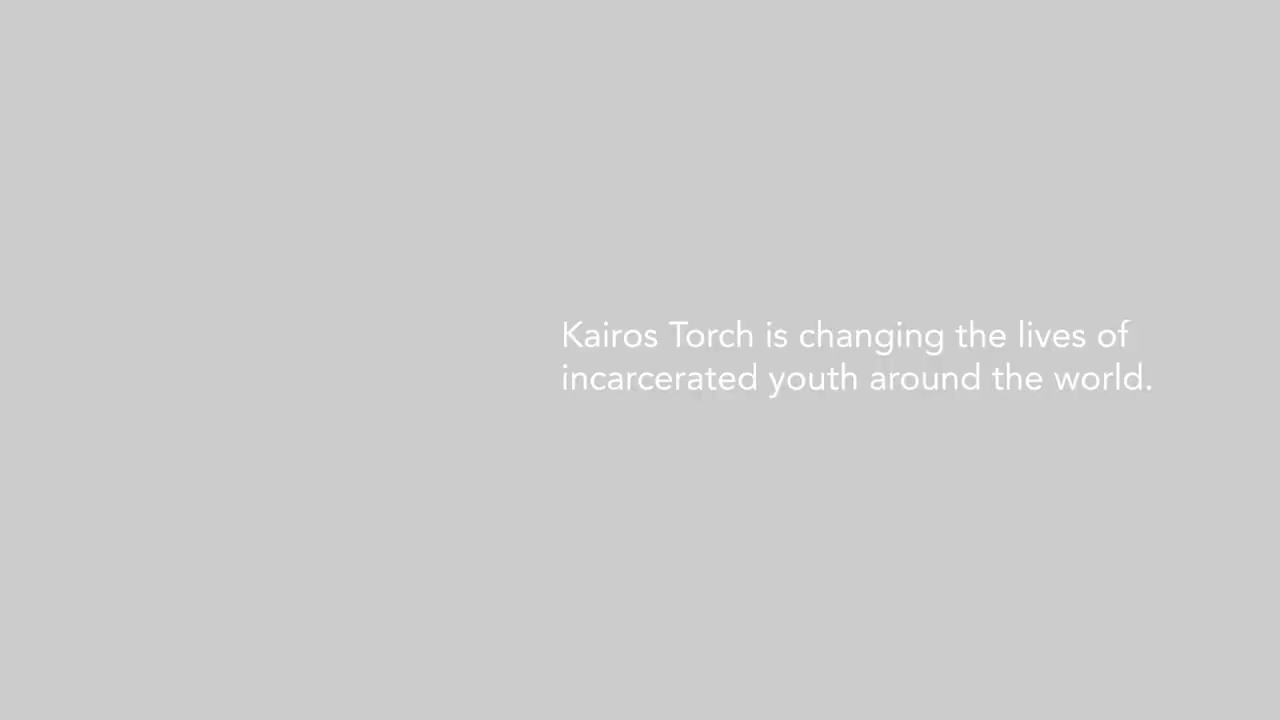 Kairos Torch is changing the lives of
incarcerated youth around the world.